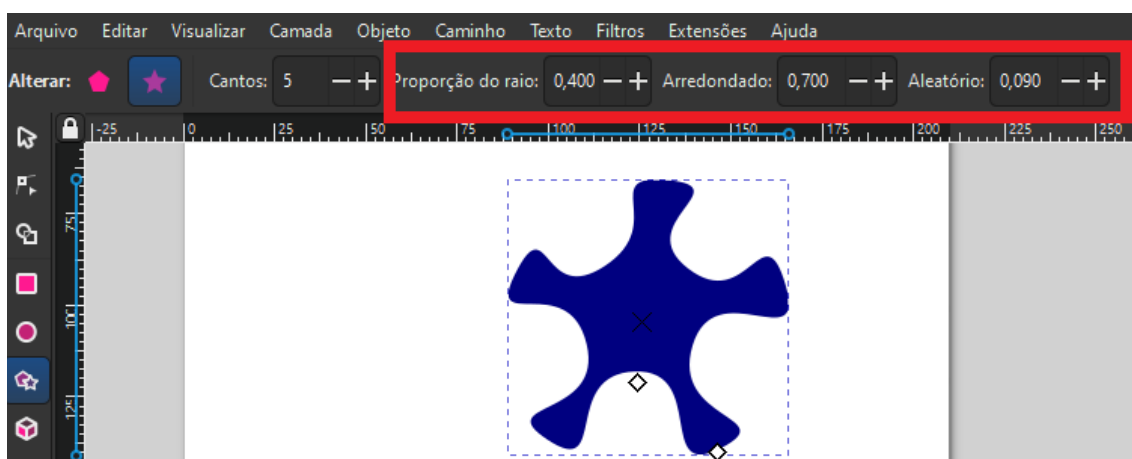 Arquivo Editar Visualizar Camada Objeto Caminho Texto Filtros Extensões Ajuda
Alterar: Cantos: 5 Proporção do raio: 0,400 Arredondado: 0,700 Aleatório: 0,090
-25 0 25 50 75 100 125 150 175 200 225 250
75
100
125